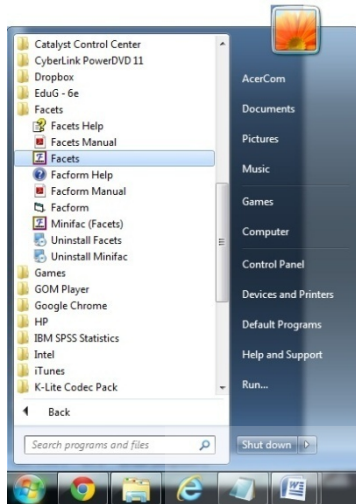 Catalyst Control Center
CyberLink PowerDVD 11
Dropbox
EduG - 6e
Facets
Facets Help
Facets Manual
Facets
Facform Help
Facform Manual
Facform
Minifac (Facets)
Uninstall Facets
Uninstall Minifac
Games
GOM Player
Google Chrome
HP
IBM SPSS Statistics
Intel
iTunes
K-Lite Codec Pack
Back
Search programs and files
AcerCom
Documents
Pictures
Music
Games
Computer
Control Panel
Devices and Printers
Default Programs
Help and Support
Run...
Shut down